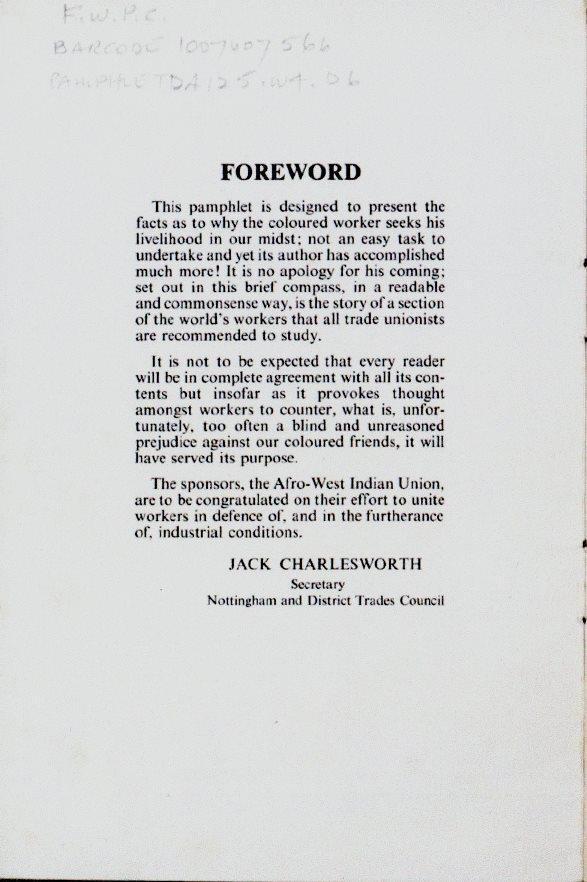 F.W.P.C.
BARCODE 1007607566
PAMPHLET DA125.W4.D6
FOREWORD
This pamphlet is designed to present the
facts as to why the coloured worker seeks his
livelihood in our midst; not an easy task to
undertake and yet its author has accomplished
much more! It is no apology for his coming;
set out in this brief compass, in a readable
and commonsense way, is the story of a section
of the world's workers that all trade unionists
are recommended to study.
It is not to be expected that every reader
will be in complete agreement with all its con-
tents but insofar as it provokes thought
amongst workers to counter, what is, unfor-
tunately, too often a blind and unreasoned
prejudice against our coloured friends, it will
have served its purpose.
The sponsors, the Afro-West Indian Union,
are to be congratulated on their effort to unite
workers in defence of, and in the furtherance
of, industrial conditions.
JACK CHARLESWORTH
Secretary
Nottingham and District Trades Council